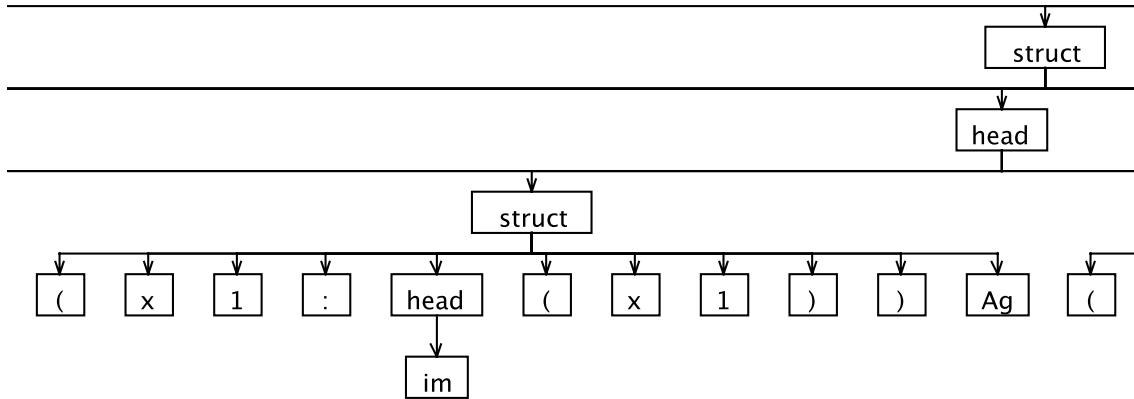 struct
head
struct
( x 1 : head ( x 1 ) ) Ag (
im